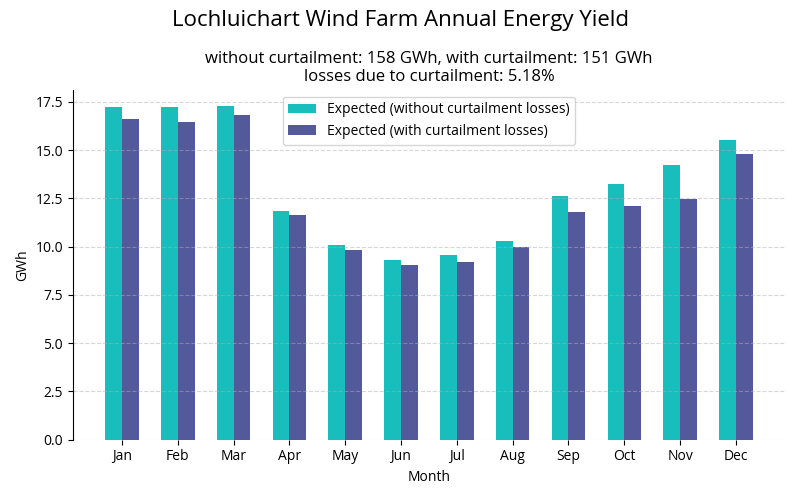 Lochluichart Wind Farm Annual Energy Yield
without curtailment: 158 GWh, with curtailment: 151 GWh
losses due to curtailment: 5.18%
Expected (without curtailment losses)
Expected (with curtailment losses)
17.5
15.0
12.5
10.0
7.5
5.0
2.5
0.0
GWh
Jan Feb Mar Apr May Jun Jul Aug Sep Oct Nov Dec
Month